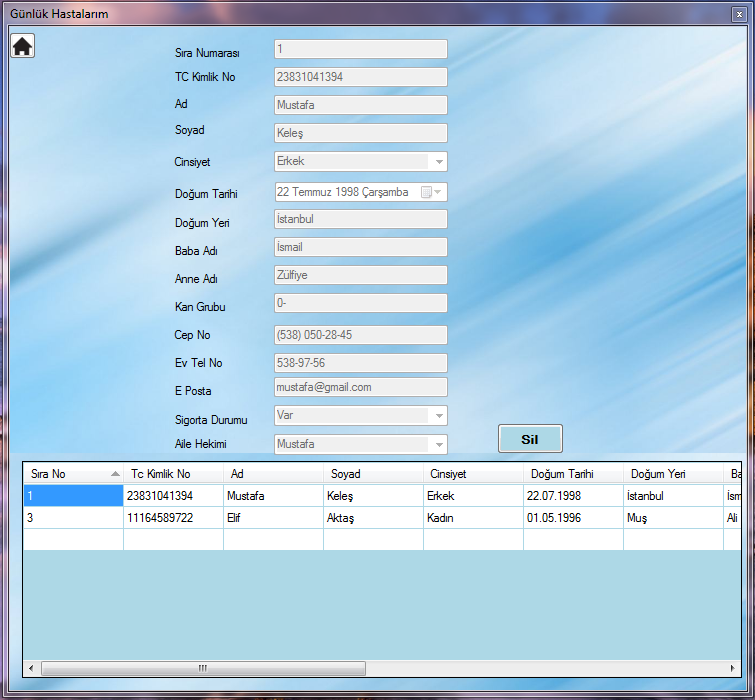 Günlük Hastalarım
Sıra Numarası 1
TC Kimlik No 23831041394
Ad Mustafa
Soyad Keleş
Cinsiyet Erkek
Doğum Tarihi 22 Temmuz 1998 Çarşamba
Doğum Yeri İstanbul
Baba Adı İsmail
Anne Adı Zülfiye
Kan Grubu 0-
Cep No (538) 050-28-45
Ev Tel No 538-97-56
E Posta mustafa@gmail.com
Sigorta Durumu Var
Aile Hekimi Mustafa
Sil
Sıra No Tc Kimlik No Ad Soyad Cinsiyet Doğum Tarihi Doğum Yeri Ba
1 23831041394 Mustafa Keleş Erkek 22.07.1998 İstanbul İsm
3 11164589722 Elif Aktaş Kadın 01.05.1996 Muş Ali